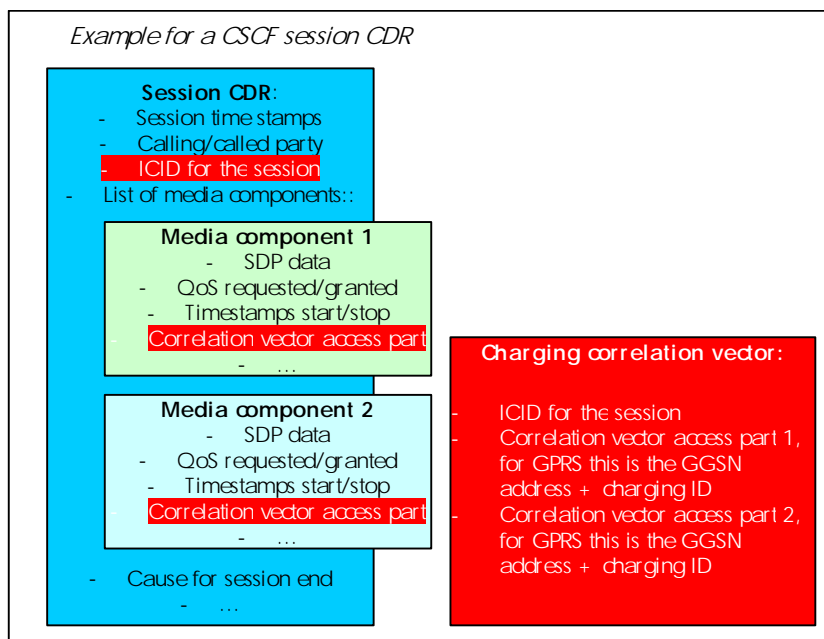 Example for a CSCF session CDR
Session CDR:
- Session time stamps
- Calling/called party
- ICID for the session
- List of media components::
Media component 1
- SDP data
- QoS requested/granted
- Timestamps start/stop
- Correlation vector access part
- ...
Media component 2
- SDP data
- QoS requested/granted
- Timestamps start/stop
- Correlation vector access part
- ...
- Cause for session end
- ...
Charging correlation vector:
- ICID for the session
- Correlation vector access part 1,
for GPRS this is the GGSN
address + charging ID
- Correlation vector access part 2,
for GPRS this is the GGSN
address + charging ID